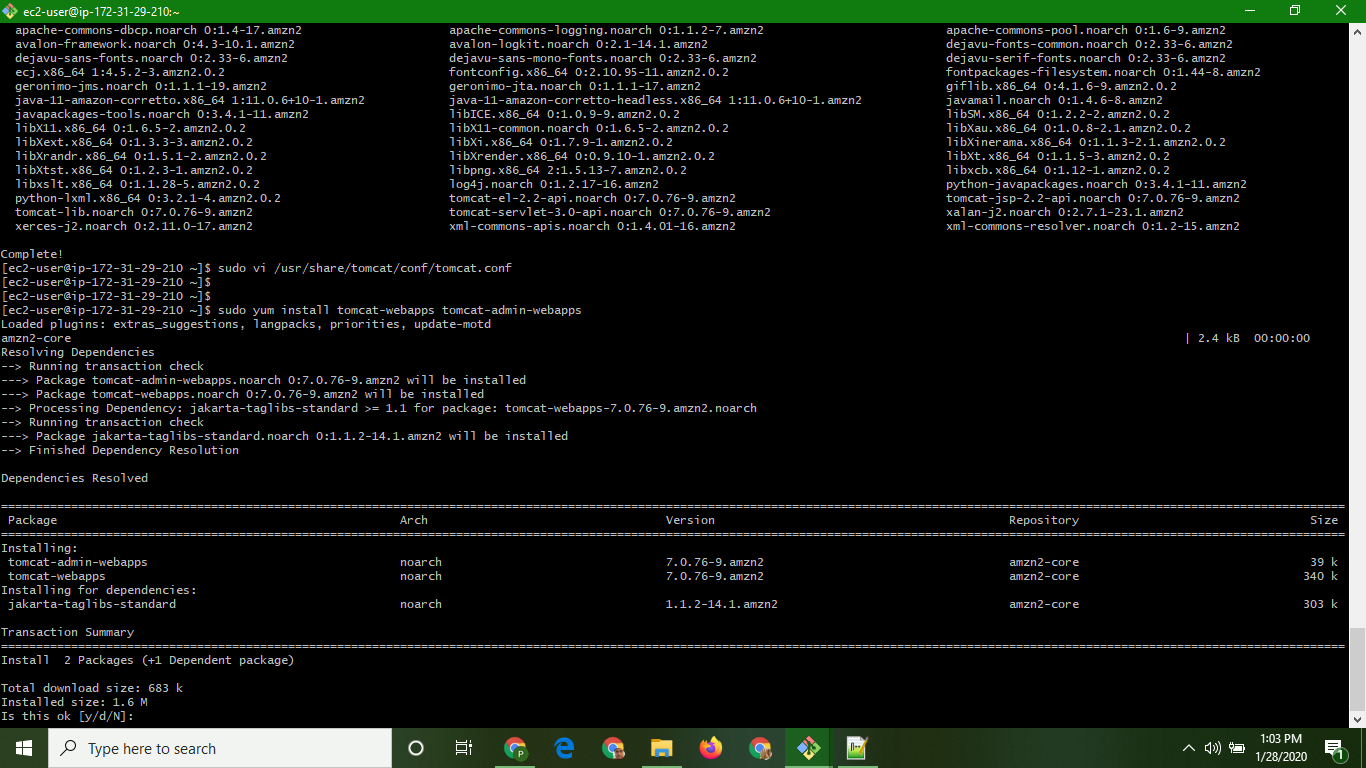 ec2-user@ip-172-31-29-210:~
apache-commons-dbcp.noarch 0:1.4-17.amzn2 apache-commons-logging.noarch 0:1.1.2-7.amzn2 apache-commons-pool.noarch 0:1.6-9.amzn2
avalon-framework.noarch 0:4.3-10.1.amzn2 avalon-logkit.noarch 0:2.1-14.1.amzn2 dejavu-fonts-common.noarch 0:2.33-6.amzn2
dejavu-sans-fonts.noarch 0:2.33-6.amzn2 dejavu-sans-mono-fonts.noarch 0:2.33-6.amzn2 dejavu-serif-fonts.noarch 0:2.33-6.amzn2
ecj.x86_64 1:4.5.2-3.amzn2.0.2 fontconfig.x86_64 0:2.10.95-11.amzn2.0.2 fontpackages-filesystem.noarch 0:1.44-8.amzn2
geronimo-jms.noarch 0:1.1.1-19.amzn2 geronimo-jta.noarch 0:1.1.1-17.amzn2 giflib.x86_64 0:4.1.6-9.amzn2.0.2
java-11-amazon-corretto.x86_64 1:11.0.6+10-1.amzn2 java-11-amazon-corretto-headless.x86_64 1:11.0.6+10-1.amzn2 javamail.noarch 0:1.4.6-8.amzn2
javapackages-tools.noarch 0:3.4.1-11.amzn2 libICE.x86_64 0:1.0.9-9.amzn2.0.2 libSM.x86_64 0:1.2.2-2.amzn2.0.2
libX11.x86_64 0:1.6.5-2.amzn2.0.2 libX11-common.noarch 0:1.6.5-2.amzn2.0.2 libXau.x86_64 0:1.0.8-2.1.amzn2.0.2
libXext.x86_64 0:1.3.3-3.amzn2.0.2 libXi.x86_64 0:1.7.9-1.amzn2.0.2 libXinerama.x86_64 0:1.1.3-2.1.amzn2.0.2
libXrandr.x86_64 0:1.5.1-2.amzn2.0.2 libXrender.x86_64 0:0.9.10-1.amzn2.0.2 libXt.x86_64 0:1.1.5-3.amzn2.0.2
libXtst.x86_64 0:1.2.3-1.amzn2.0.2 libpng.x86_64 2:1.5.13-7.amzn2.0.2 libxcb.x86_64 0:1.12-1.amzn2.0.2
libxslt.x86_64 0:1.1.28-5.amzn2.0.2 log4j.noarch 0:1.2.17-16.amzn2 python-javapackages.noarch 0:3.4.1-11.amzn2
python-lxml.x86_64 0:3.2.1-4.amzn2.0.2 tomcat-el-2.2-api.noarch 0:7.0.76-9.amzn2 tomcat-jsp-2.2-api.noarch 0:7.0.76-9.amzn2
tomcat-lib.noarch 0:7.0.76-9.amzn2 tomcat-servlet-3.0-api.noarch 0:7.0.76-9.amzn2 xalan-j2.noarch 0:2.7.1-23.1.amzn2
xerces-j2.noarch 0:2.11.0-17.amzn2 xml-commons-apis.noarch 0:1.4.01-16.amzn2 xml-commons-resolver.noarch 0:1.2-15.amzn2
Complete!
[ec2-user@ip-172-31-29-210 ~]$ sudo vi /usr/share/tomcat/conf/tomcat.conf
[ec2-user@ip-172-31-29-210 ~]$
[ec2-user@ip-172-31-29-210 ~]$
[ec2-user@ip-172-31-29-210 ~]$ sudo yum install tomcat-webapps tomcat-admin-webapps
Loaded plugins: extras_suggestions, langpacks, priorities, update-motd
amzn2-core | 2.4 kB 00:00:00
Resolving Dependencies
--> Running transaction check
---> Package tomcat-admin-webapps.noarch 0:7.0.76-9.amzn2 will be installed
---> Package tomcat-webapps.noarch 0:7.0.76-9.amzn2 will be installed
--> Processing Dependency: jakarta-taglibs-standard >= 1.1 for package: tomcat-webapps-7.0.76-9.amzn2.noarch
--> Running transaction check
---> Package jakarta-taglibs-standard.noarch 0:1.1.2-14.1.amzn2 will be installed
--> Finished Dependency Resolution
Dependencies Resolved
Package Arch Version Repository Size
Installing:
tomcat-admin-webapps noarch 7.0.76-9.amzn2 amzn2-core 39 k
tomcat-webapps noarch 7.0.76-9.amzn2 amzn2-core 340 k
Installing for dependencies:
jakarta-taglibs-standard noarch 1.1.2-14.1.amzn2 amzn2-core 303 k
Transaction Summary
Install 2 Packages (+1 Dependent package)
Total download size: 683 k
Installed size: 1.6 M
Is this ok [y/d/N]:
Type here to search
1:03 PM
1/28/2020
1